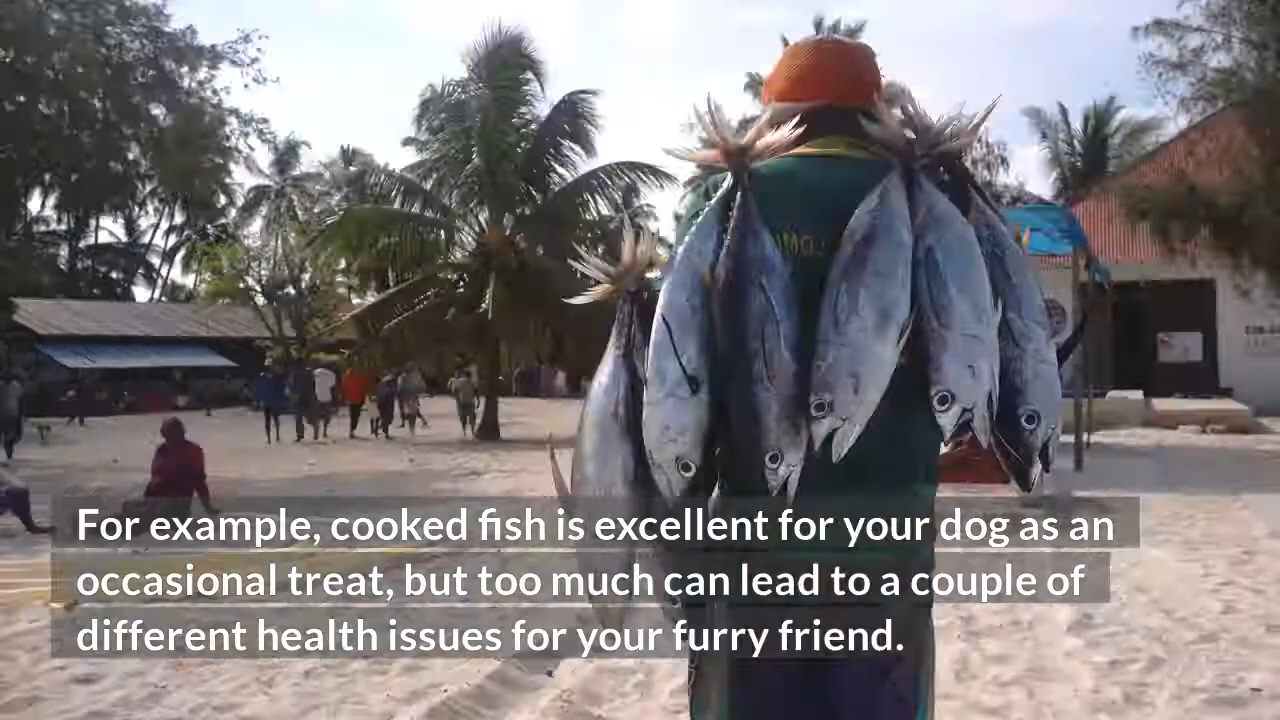 For example, cooked fish is excellent for your dog as an
occasional treat, but too much can lead to a couple of
different health issues for your furry friend.